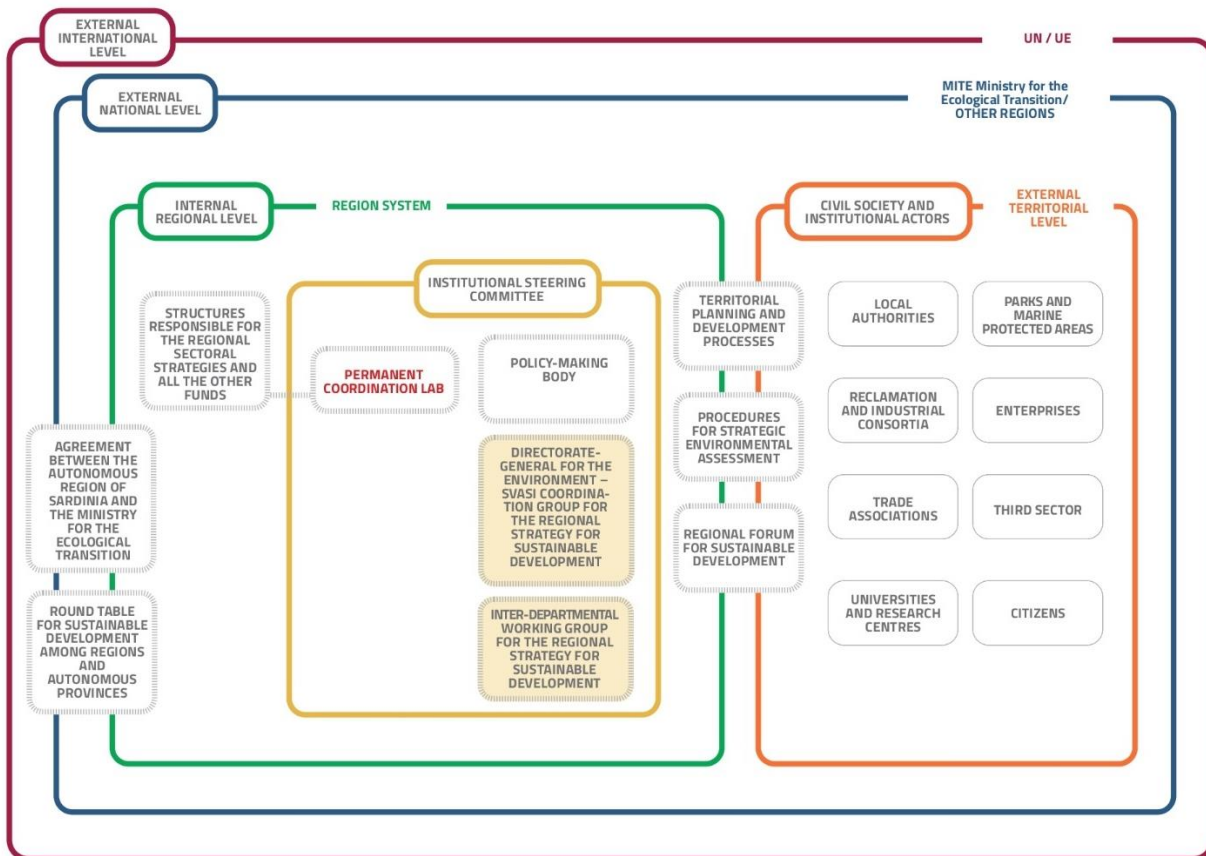 EXTERNAL
INTERNATIONAL
LEVEL
UN / UE
EXTERNAL
NATIONAL LEVEL
MITE Ministry for the
Ecological Transition/
OTHER REGIONS
INTERNAL
REGIONAL LEVEL
REGION SYSTEM
CIVIL SOCIETY AND
INSTITUTIONAL ACTORS
EXTERNAL
TERRITORIAL
LEVEL
INSTITUTIONAL STEERING
COMMITTEE
STRUCTURES
RESPONSIBLE FOR
THE REGIONAL
SECTORAL
STRATEGIES AND
ALL THE OTHER
FUNDS
PERMANENT
COORDINATION LAB
POLICY-MAKING
BODY
TERRITORIAL
PLANNING AND
DEVELOPMENT
PROCESSES
LOCAL
AUTHORITIES
PARKS AND
MARINE
PROTECTED AREAS
PROCEDURES
FOR STRATEGIC
ENVIRONMENTAL
ASSESSMENT
RECLAMATION
AND INDUSTRIAL
CONSORTIA
ENTERPRISES
AGREEMENT
BETWEEN THE
AUTONOMOUS
REGION OF
SARDINIA AND
THE MINISTRY
FOR THE
ECOLOGICAL
TRANSITION
DIRECTORATE-
GENERAL FOR THE
ENVIRONMENT –
SVASI COORDINA-
TION GROUP FOR
THE REGIONAL
STRATEGY FOR
SUSTAINABLE
DEVELOPMENT
REGIONAL FORUM
FOR SUSTAINABLE
DEVELOPMENT
TRADE
ASSOCIATIONS
THIRD SECTOR
ROUND TABLE
FOR SUSTAINABLE
DEVELOPMENT
AMONG REGIONS
AND
AUTONOMOUS
PROVINCES
INTER-DEPARTMENTAL
WORKING GROUP
FOR THE REGIONAL
STRATEGY FOR
SUSTAINABLE
DEVELOPMENT
UNIVERSITIES
AND RESEARCH
CENTRES
CITIZENS